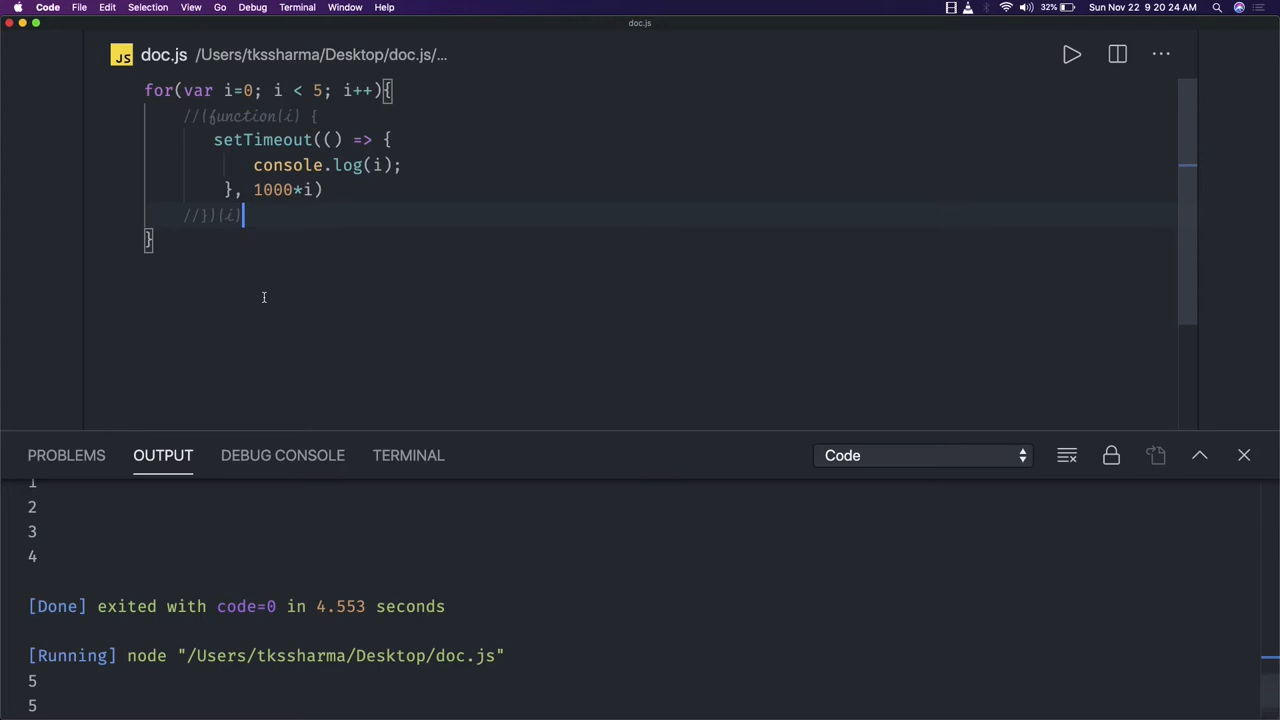 Code File Edit Selection View Go Debug Terminal Window Help 32% Sun Nov 22 9 20 24 AM
doc.js
JS doc.js /Users/tkssharma/Desktop/doc.js/...
for(var i=0; i < 5; i++){
//(function(i) {
setTimeout(() => {
console.log(i);
}, 1000*i)
//})(i)
}
PROBLEMS OUTPUT DEBUG CONSOLE TERMINAL Code
1
2
3
4
[Done] exited with code=0 in 4.553 seconds
[Running] node "/Users/tkssharma/Desktop/doc.js"
5
5